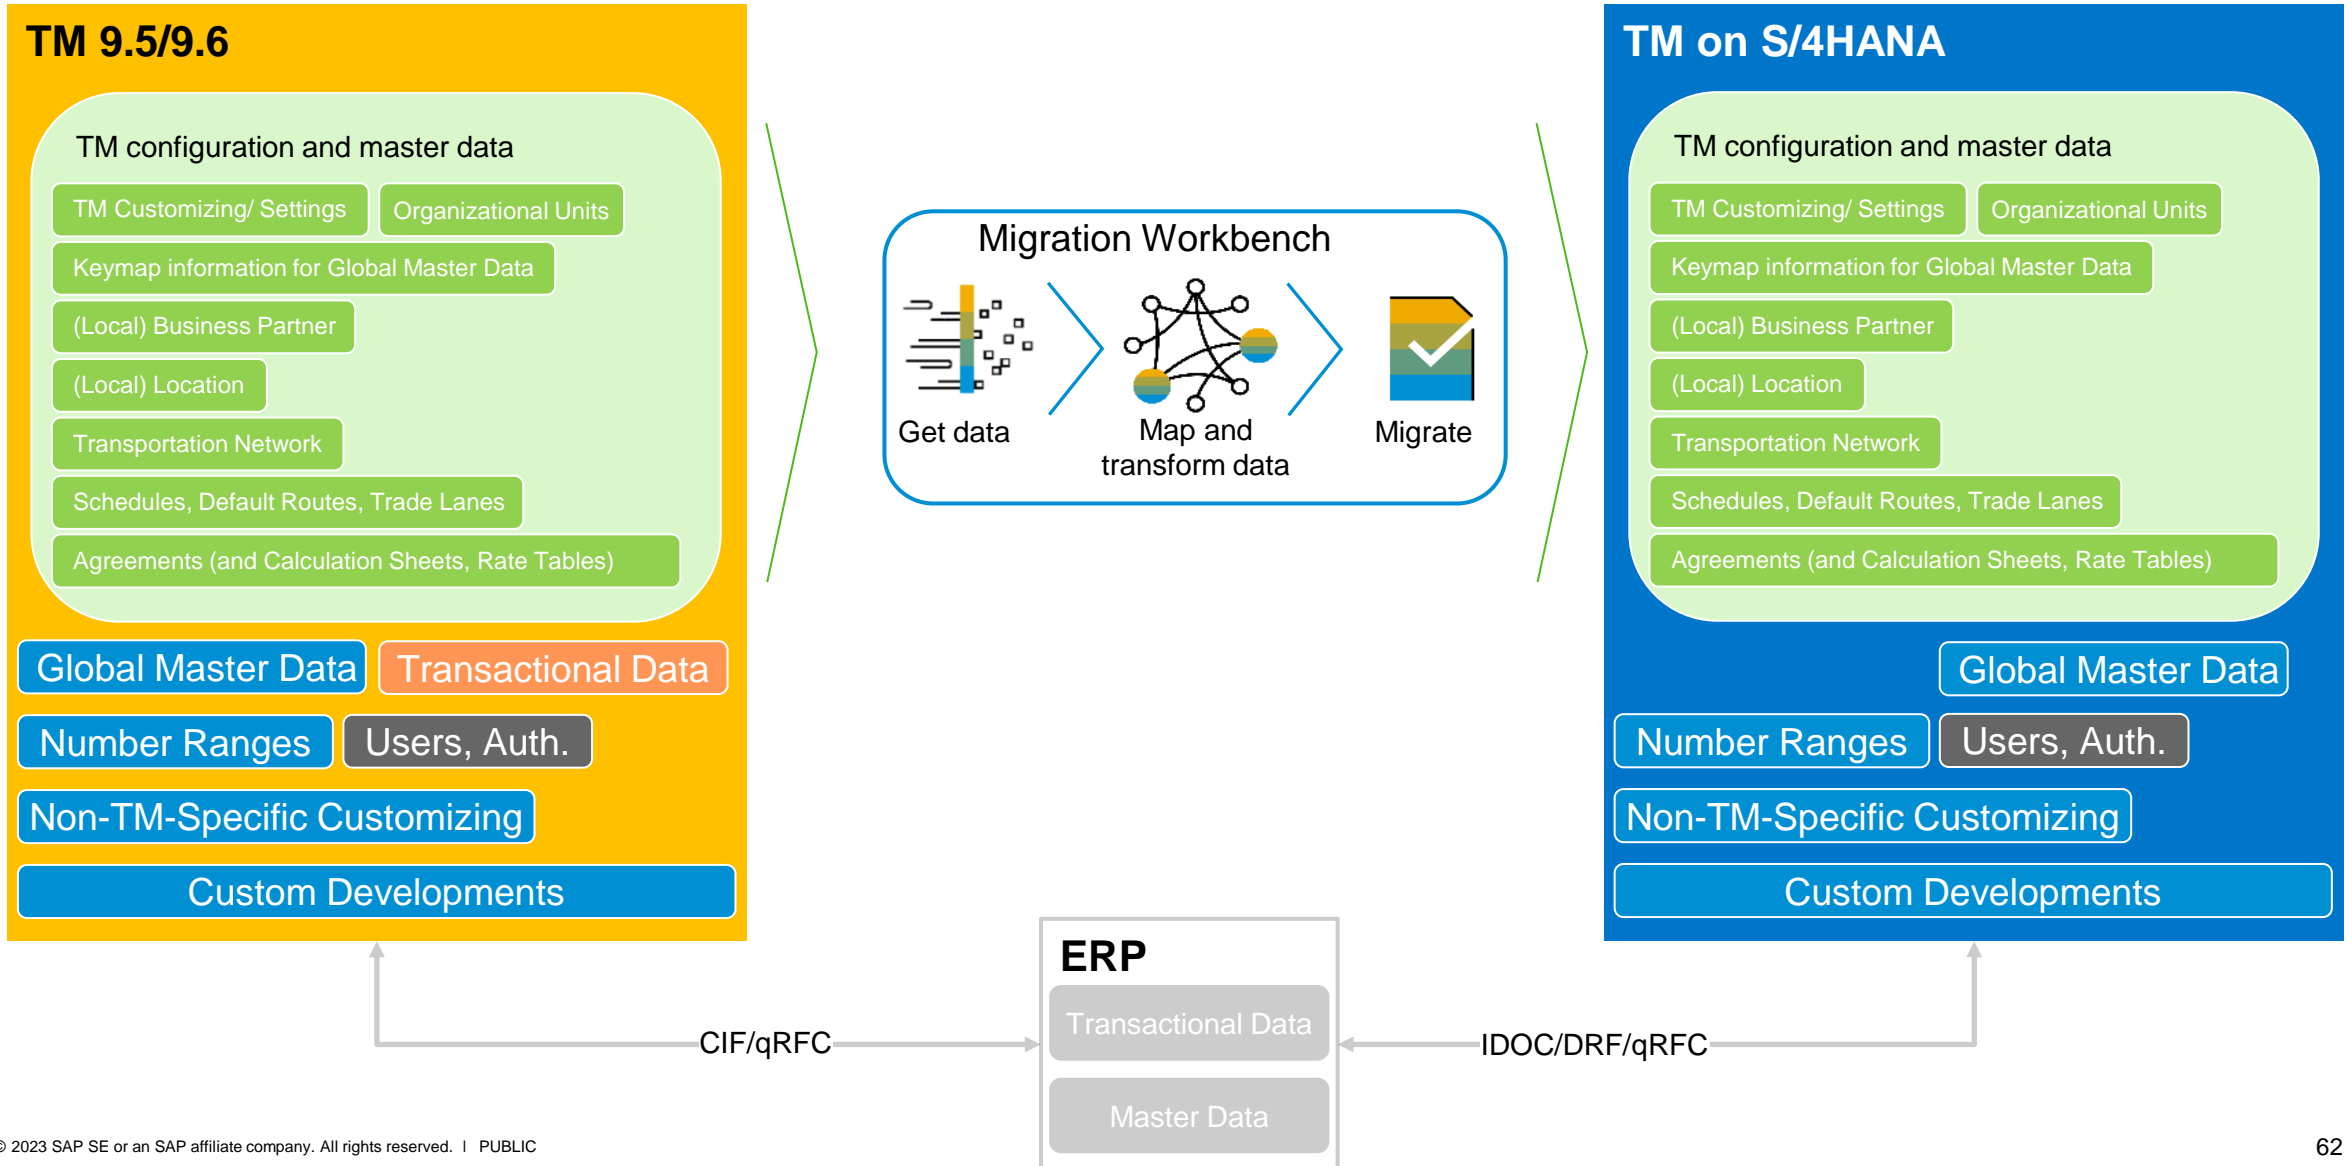 TM 9.5/9.6
TM configuration and master data
TM Customizing/ Settings
Organizational Units
Keymap information for Global Master Data
(Local) Business Partner
(Local) Location
Transportation Network
Schedules, Default Routes, Trade Lanes
Agreements (and Calculation Sheets, Rate Tables)
Global Master Data
Transactional Data
Number Ranges
Users, Auth.
Non-TM-Specific Customizing
Custom Developments
Migration Workbench
Get data
Map and
transform data
Migrate
TM on S/4HANA
TM configuration and master data
TM Customizing/ Settings
Organizational Units
Keymap information for Global Master Data
(Local) Business Partner
(Local) Location
Transportation Network
Schedules, Default Routes, Trade Lanes
Agreements (and Calculation Sheets, Rate Tables)
Global Master Data
Number Ranges
Users, Auth.
Non-TM-Specific Customizing
Custom Developments
ERP
Transactional Data
Master Data
CIF/qRFC
IDOC/DRF/qRFC
© 2023 SAP SE or an SAP affiliate company. All rights reserved. | PUBLIC
62